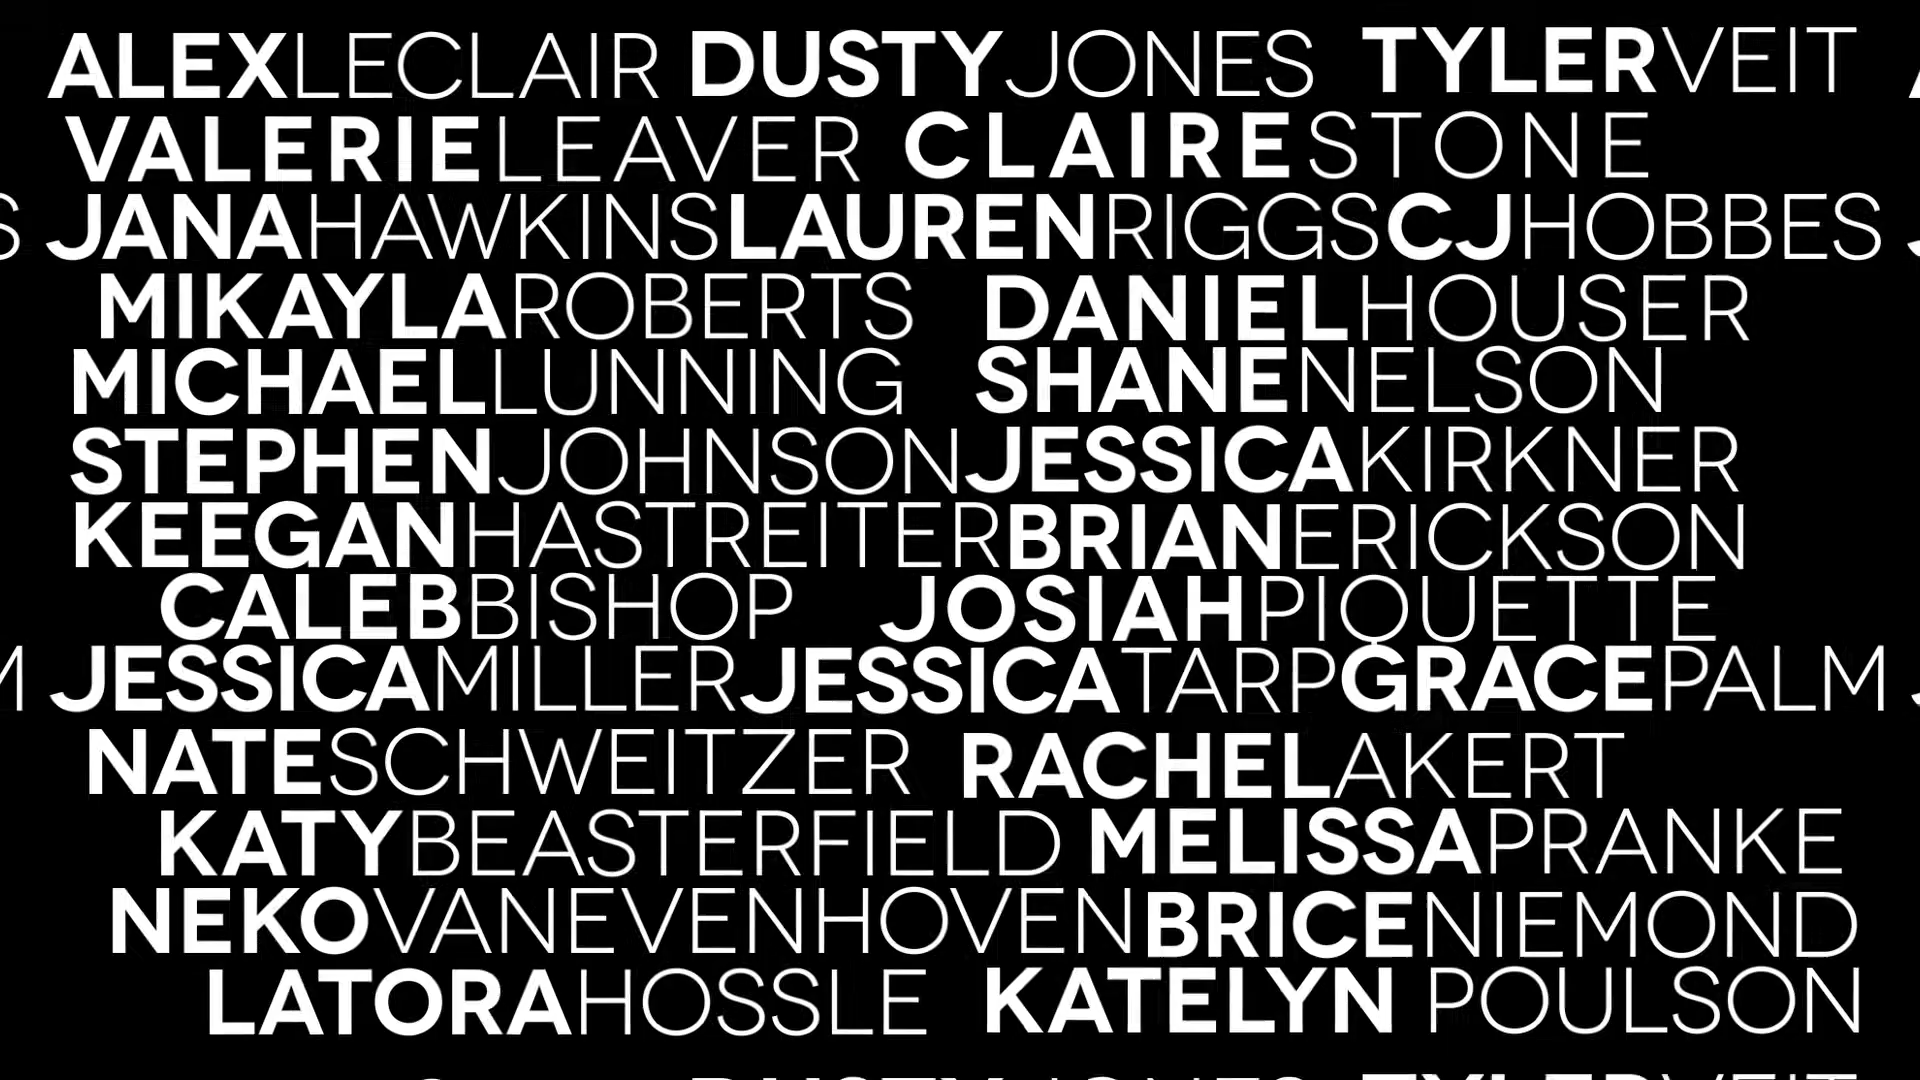 ALEXLECLAIR DUSTYJONES TYLERVEIT
VALERIELEAVER CLAIRESTONE
JANAHAWKINSLAURENRIGGSCJHOBBES
MIKAYLAROBERTS DANIELHOUSER
MICHAELLUNNING SHANENELSON
STEPHENJOHNSONJESSICAKIRKNER
KEEGANHASTREITERBRIANERICKSON
CALEBBISHOP JOSIAHPIQUETTE
JESSICAMILLERJESSICATARPGRACEPALM
NATESCHWEITZER RACHELAKERT
KATYBEASTERFIELD MELISSAPRANKE
NEKOVANEVENHOVENBRICENIEMOND
LATORAHOSSLE KATELYN POULSON